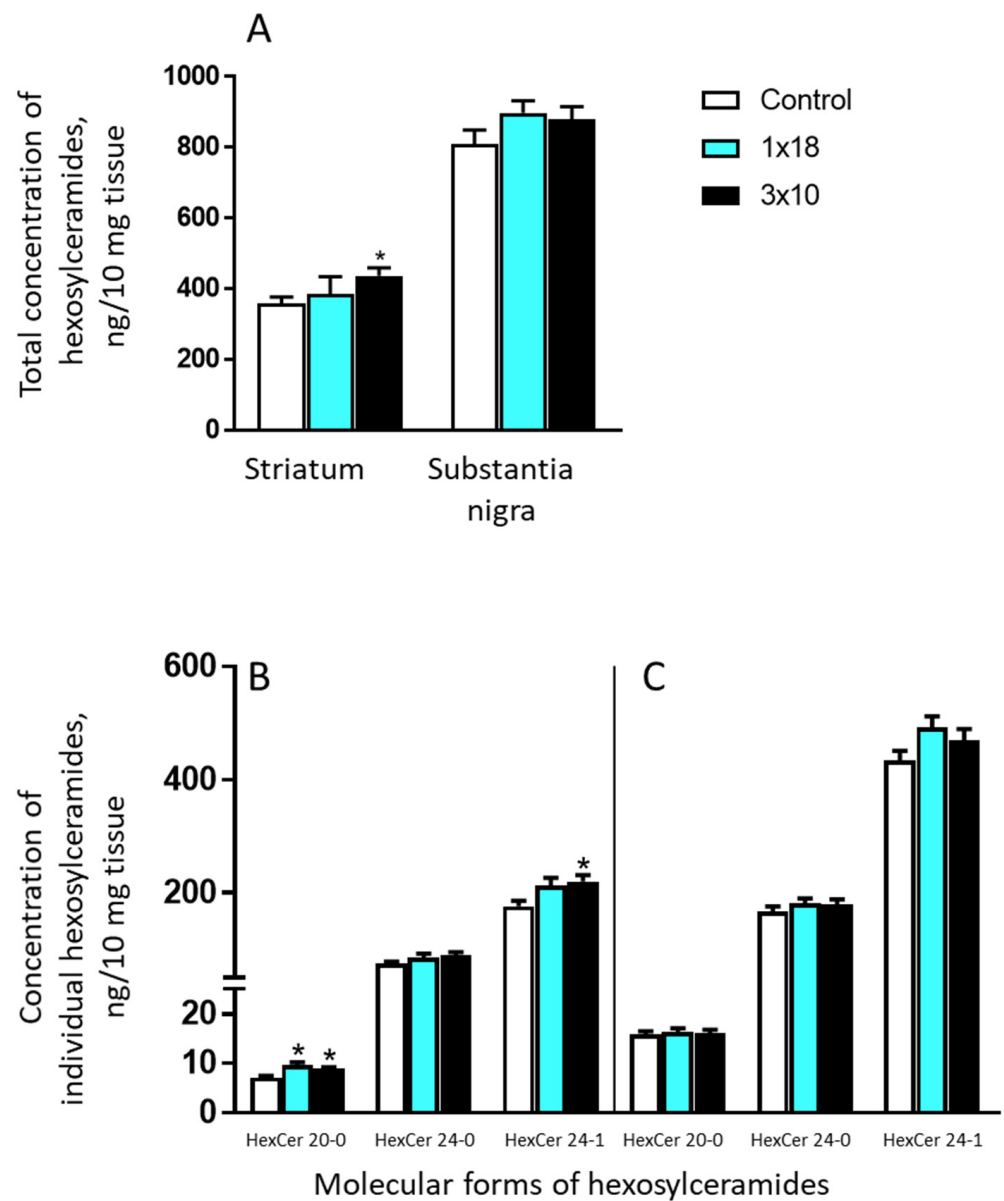 A
Total concentration of
hexosylceramides,
ng/10 mg tissue
1000
800
600
400
200
0
*
Striatum
Substantia
nigra
Control
1x18
3x10
B
C
Concentration of
individual hexosylceramides,
ng/10 mg tissue
600
400
200
20
10
0
* * *
HexCer 20-0 HexCer 24-0 HexCer 24-1 HexCer 20-0 HexCer 24-0 HexCer 24-1
Molecular forms of hexosylceramides